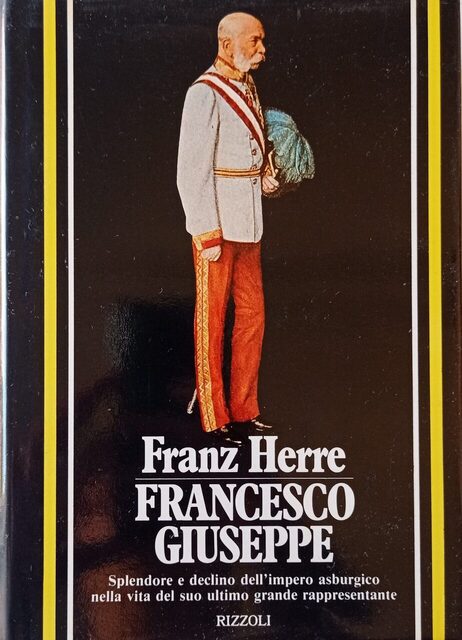 Franz Herre
FRANCESCO
GIUSEPPE
Splendore e declino dell'impero asburgico
nella vita del suo ultimo grande rappresentante
RIZZOLI